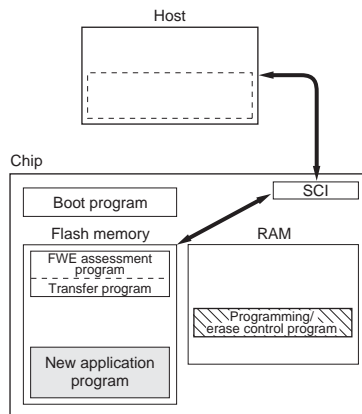 Host
Chip
SCI
Boot program
Flash memory
RAM
FWE assessment
program
Transfer program
Programming/
erase control program
New application
program